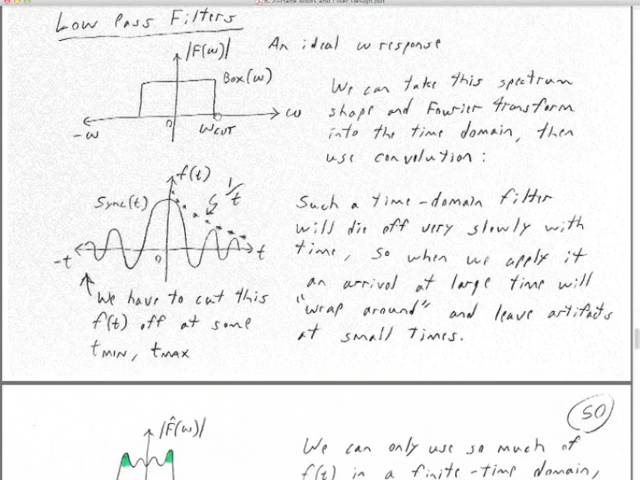 Low Pass Filters
|F(w)|
An ideal w response
Box(w)
-w
0
wCUT
w
We can take this spectrum
shape and Fourier transform
into the time domain, then
use convolution:
f(t)
1/t
Sync(t)
-t
0
t
Such a time-domain filter
will die off very slowly with
time, so when we apply it
an arrival at large time will
"wrap around" and leave artifacts
at small times.
We have to cut this
f(t) off at some
tMIN, tMAX
50
|F̂(w)|
We can only use so much of
f(t) in a finite-time domain,